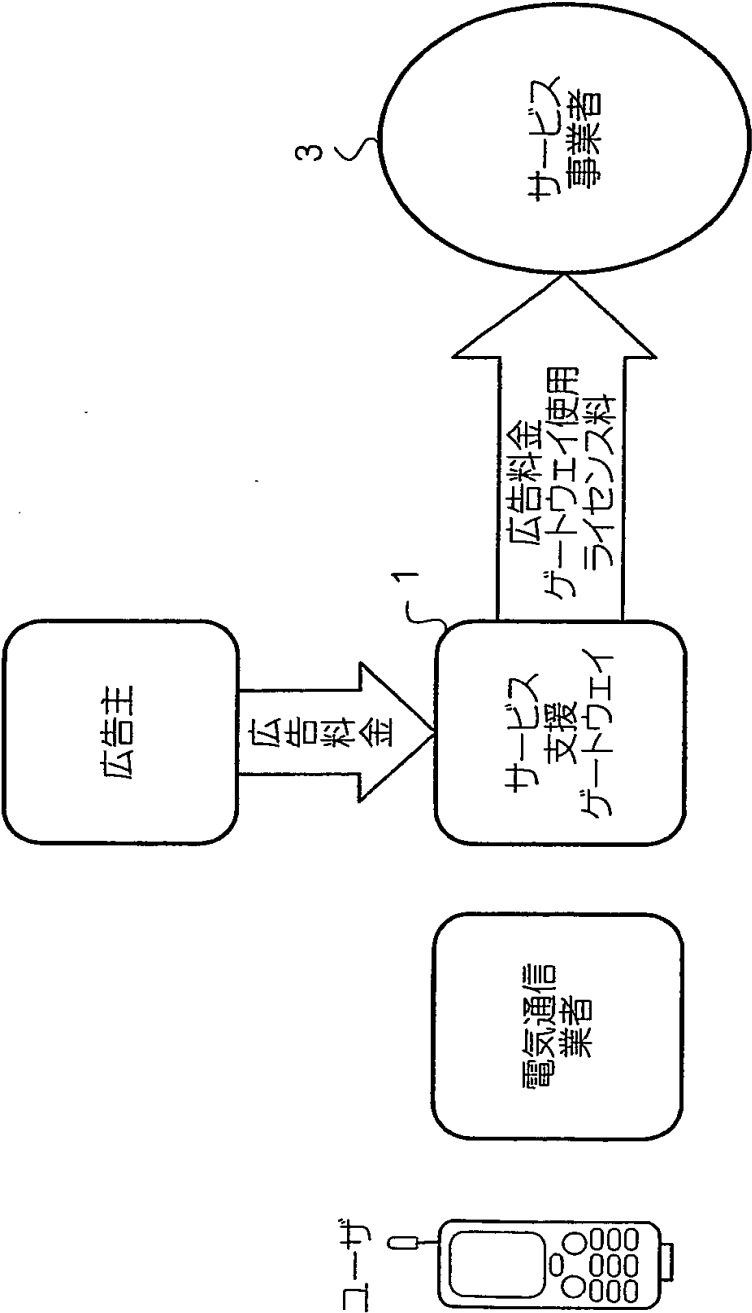 ユーザ
電気通信
業者
広告主
広告料金
1
サービス
支援
ゲートウェイ
広告料金
ゲートウェイ使用
ライセンス料
3
サービス
事業者